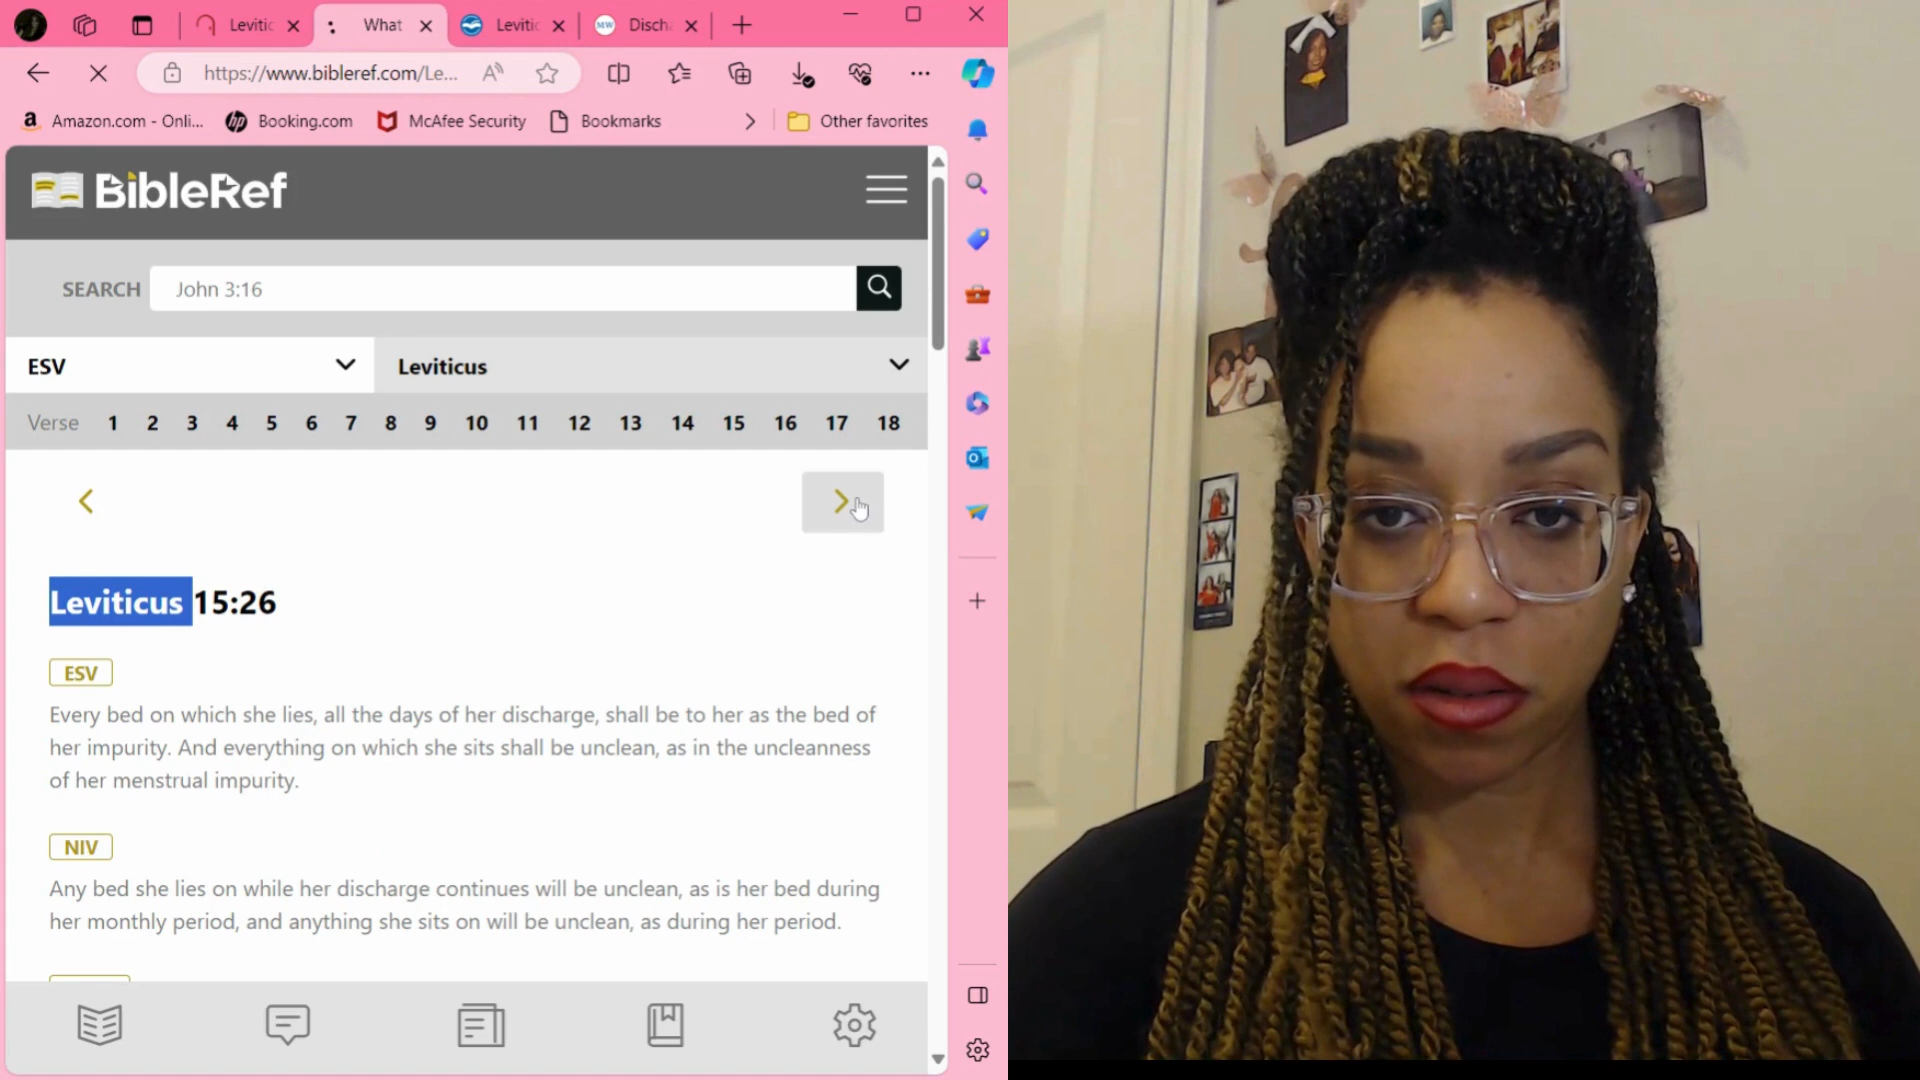 Levitic
What
Levitic
MW
Disch
https://www.bibleref.com/Le...
Amazon.com - Onli...
Booking.com
McAfee Security
Bookmarks
Other favorites
BibleRef
SEARCH
John 3:16
ESV
Leviticus
Verse 1 2 3 4 5 6 7 8 9 10 11 12 13 14 15 16 17 18
Leviticus 15:26
ESV
Every bed on which she lies, all the days of her discharge, shall be to her as the bed of
her impurity. And everything on which she sits shall be unclean, as in the uncleanness
of her menstrual impurity.
NIV
Any bed she lies on while her discharge continues will be unclean, as is her bed during
her monthly period, and anything she sits on will be unclean, as during her period.